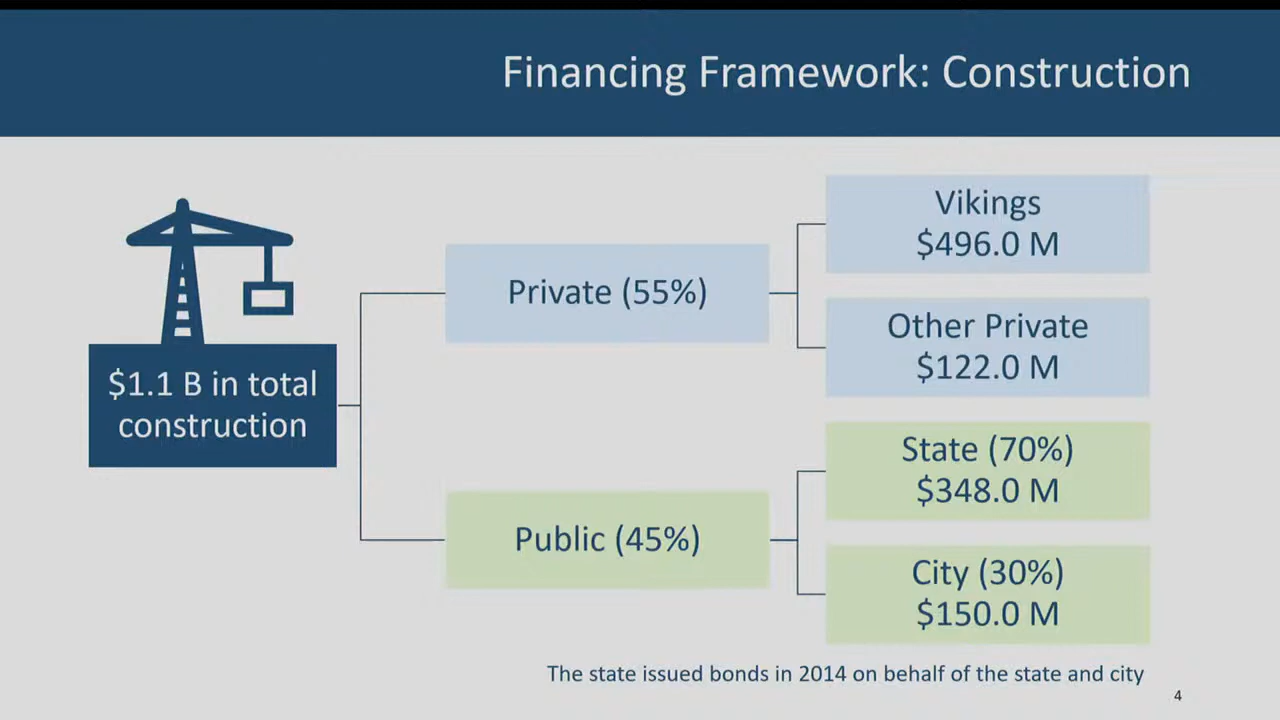 Financing Framework: Construction
$1.1 B in total
construction
Private (55%)
Vikings
$496.0 M
Other Private
$122.0 M
Public (45%)
State (70%)
$348.0 M
City (30%)
$150.0 M
The state issued bonds in 2014 on behalf of the state and city
4